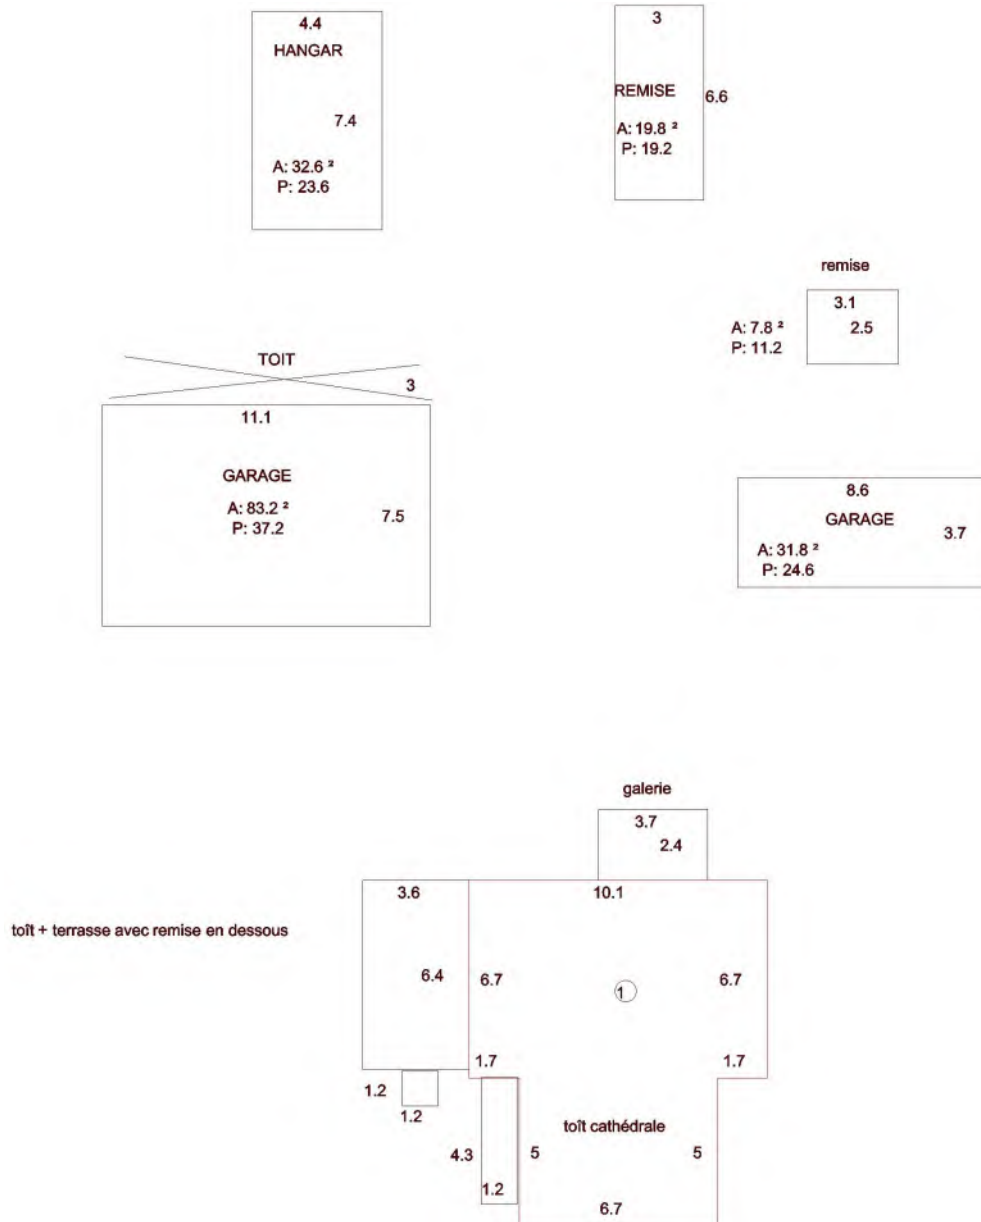 4.4
HANGAR
7.4
A: 32.6 ²
P: 23.6
3
REMISE
6.6
A: 19.8 ²
P: 19.2
remise
3.1
2.5
A: 7.8 ²
P: 11.2
TOIT
3
11.1
GARAGE
A: 83.2 ²
P: 37.2
7.5
8.6
GARAGE
3.7
A: 31.8 ²
P: 24.6
galerie
3.7
2.4
3.6
10.1
toît + terrasse avec remise en dessous
6.4
6.7
1
6.7
1.7
1.7
1.2
1.2
toît cathédrale
4.3
5
5
1.2
6.7